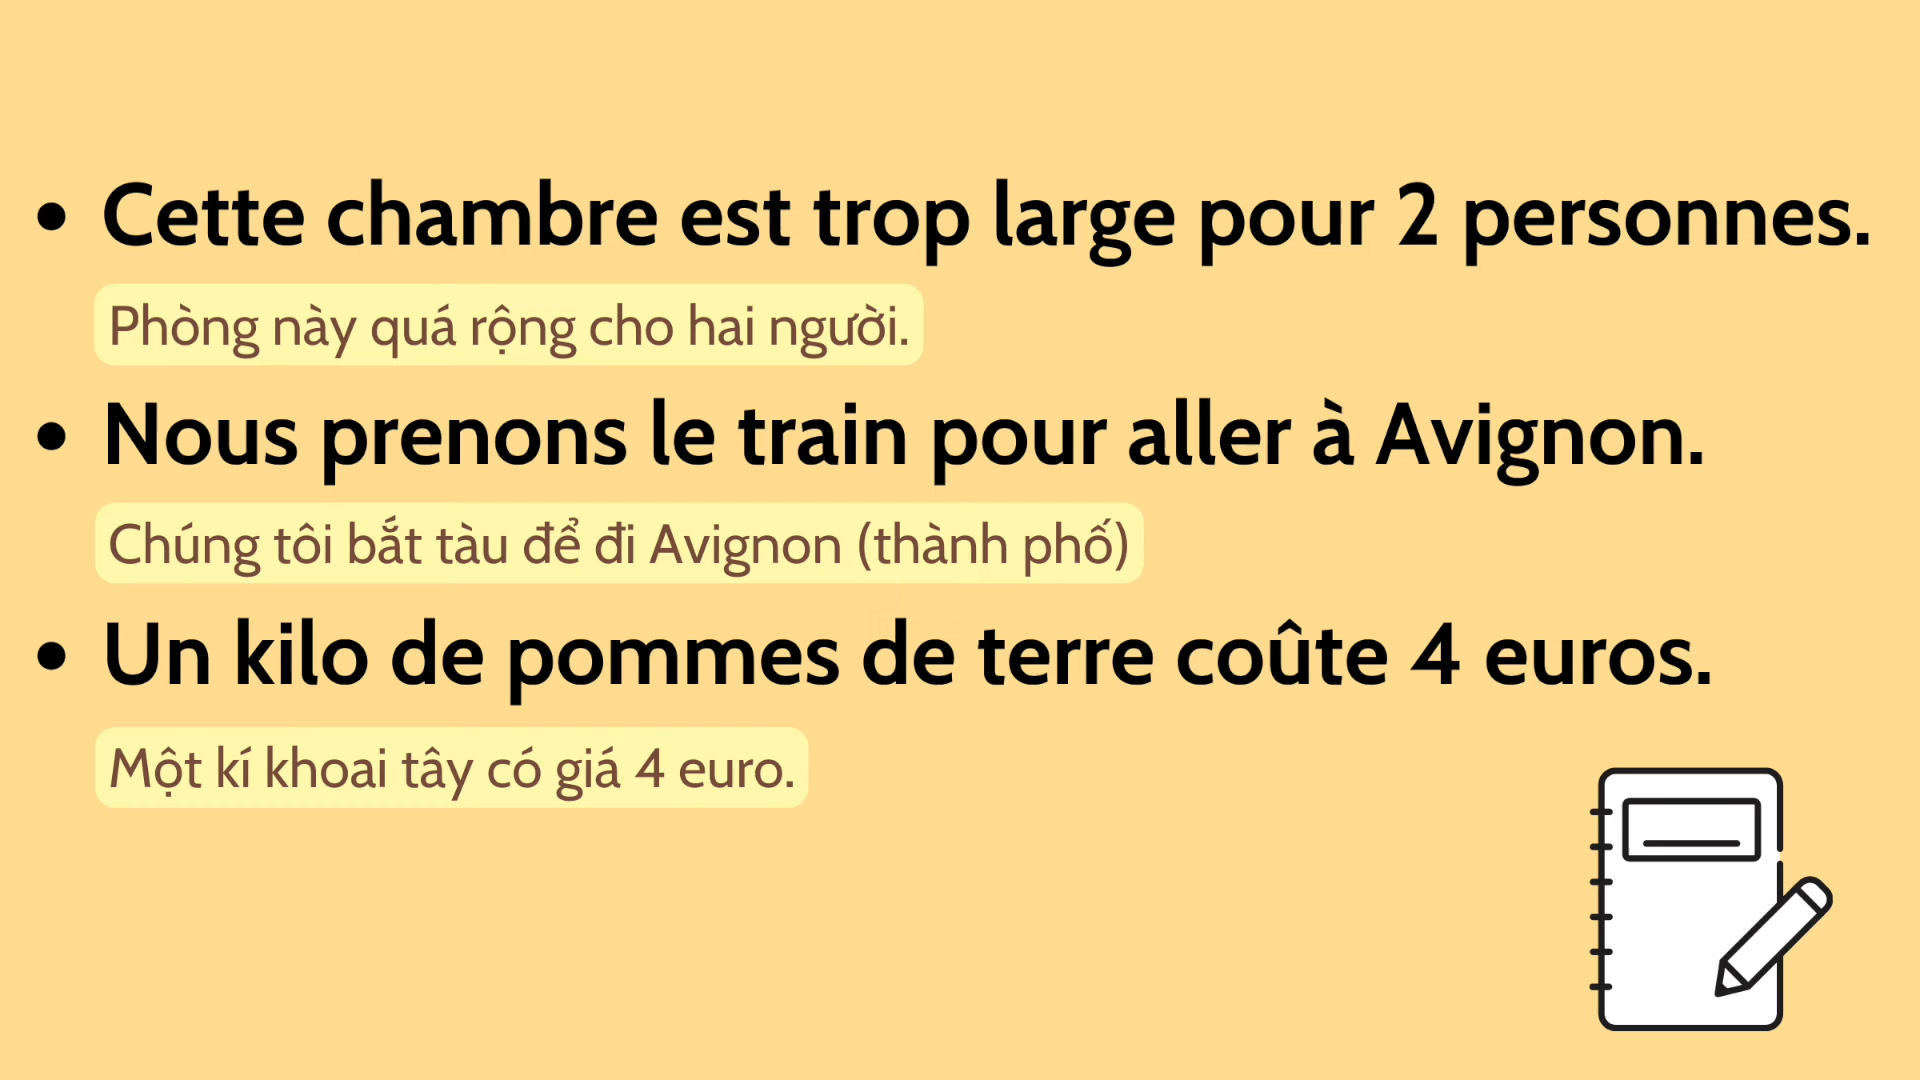 • Cette chambre est trop large pour 2 personnes.
Phòng này quá rộng cho hai người.
• Nous prenons le train pour aller à Avignon.
Chúng tôi bắt tàu để đi Avignon (thành phố)
• Un kilo de pommes de terre coûte 4 euros.
Một kí khoai tây có giá 4 euro.